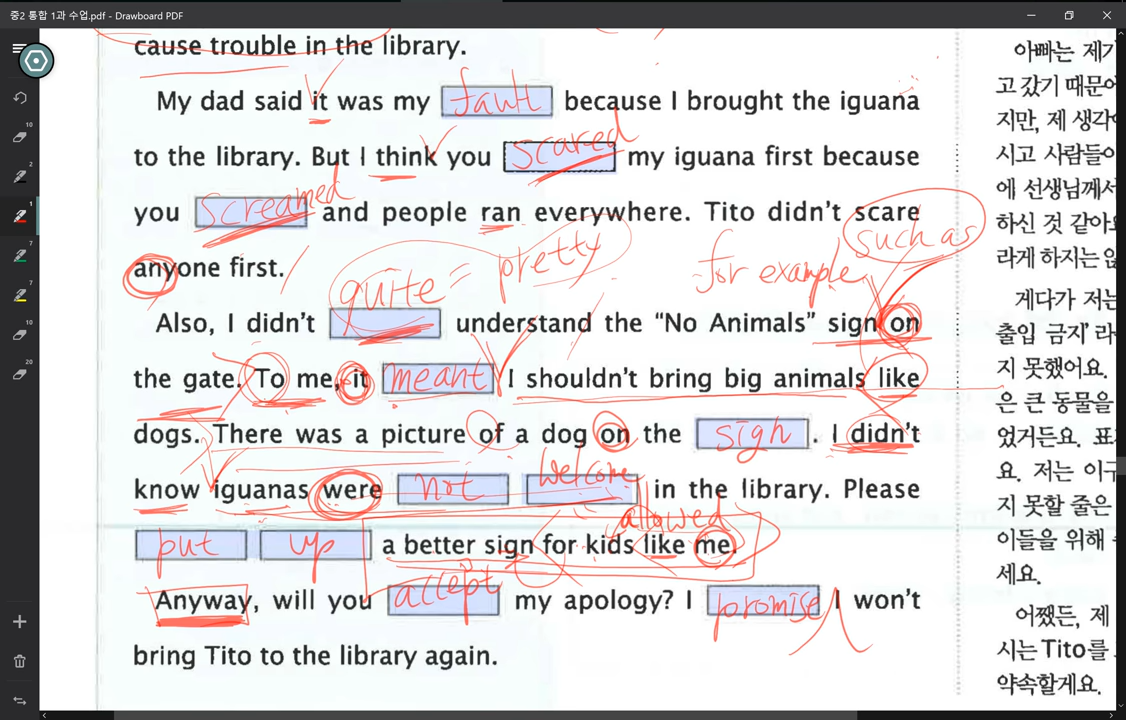 중2 통합 1과 수업.pdf - Drawboard PDF
cause trouble in the library.
My dad said it was my fault because I brought the iguana
to the library. But I think you scared my iguana first because
you screamed and people ran everywhere. Tito didn't scare
such as
anyone first.
quite = pretty
for example
Also, I didn't understand the "No Animals" sign on
the gate. To me, it meant I shouldn't bring big animals like
dogs. There was a picture of a dog on the sign. I didn't
know iguanas were not welcome in the library. Please
allowed
put up a better sign for kids like me.
Anyway, will you accept my apology? I promise I won't
bring Tito to the library again.
아빠는 제가
고 갔기 때문에
지만, 제 생각
시고 사람들이
에 선생님께서
하신 것 같아요
라게 하지는 않
게다가 저는
출입 금지' 라
지 못했어요.
은 큰 동물을
었거든요. 표
요. 저는 이구
지 못할 줄은
이들을 위해
세요.
어쨌든, 제
시는 Tito를
약속할게요.
10
2
1
7
7
10
20